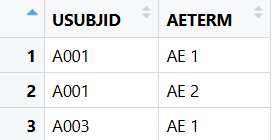 USUBJID AETERM
1 A001 AE 1
2 A001 AE 2
3 A003 AE 1